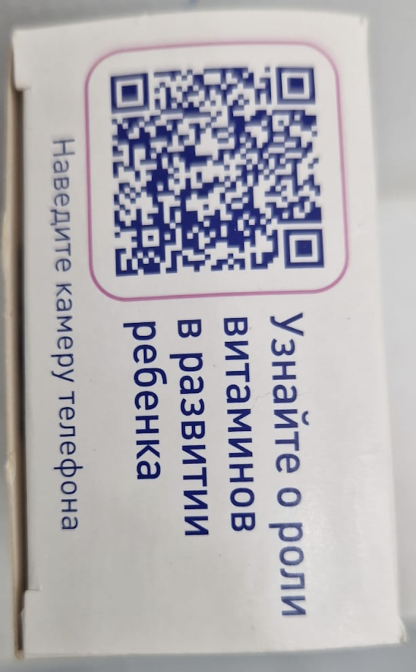 Узнайте о роли
витаминов
в развитии
ребенка
Наведите камеру телефона